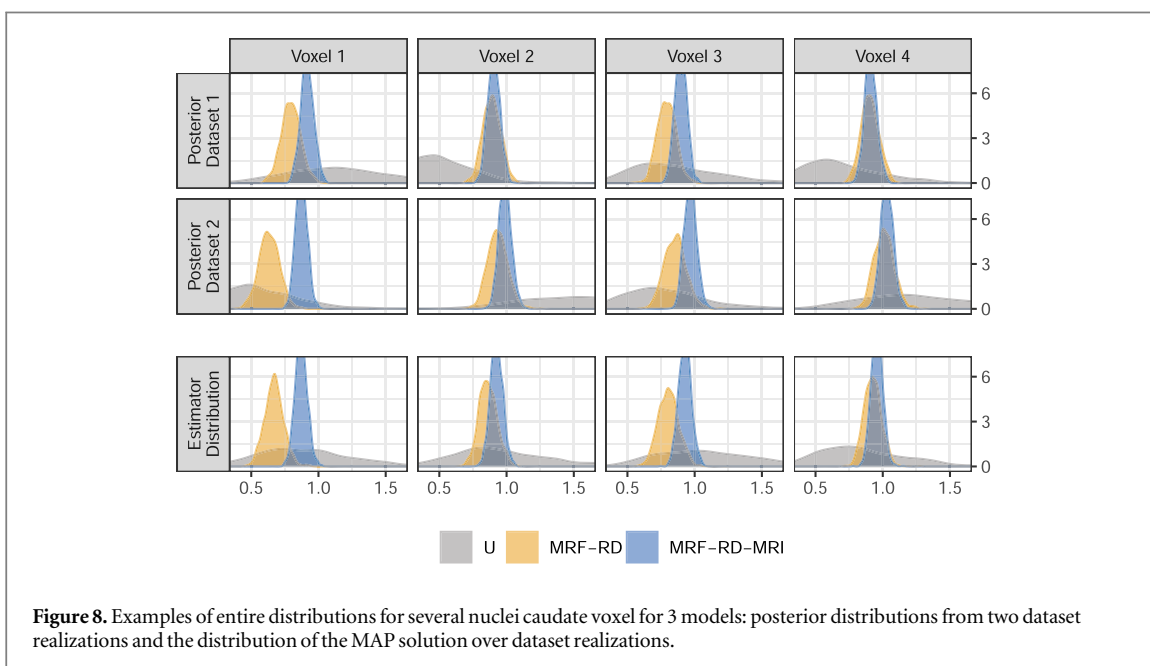 Voxel 1 Voxel 2 Voxel 3 Voxel 4
Posterior
Dataset 1
6
3
0
Posterior
Dataset 2
6
3
0
Estimator
Distribution
6
3
0
0.5 1.0 1.5 0.5 1.0 1.5 0.5 1.0 1.5 0.5 1.0 1.5
U MRF−RD MRF−RD−MRI
Figure 8. Examples of entire distributions for several nuclei caudate voxel for 3 models: posterior distributions from two dataset
realizations and the distribution of the MAP solution over dataset realizations.